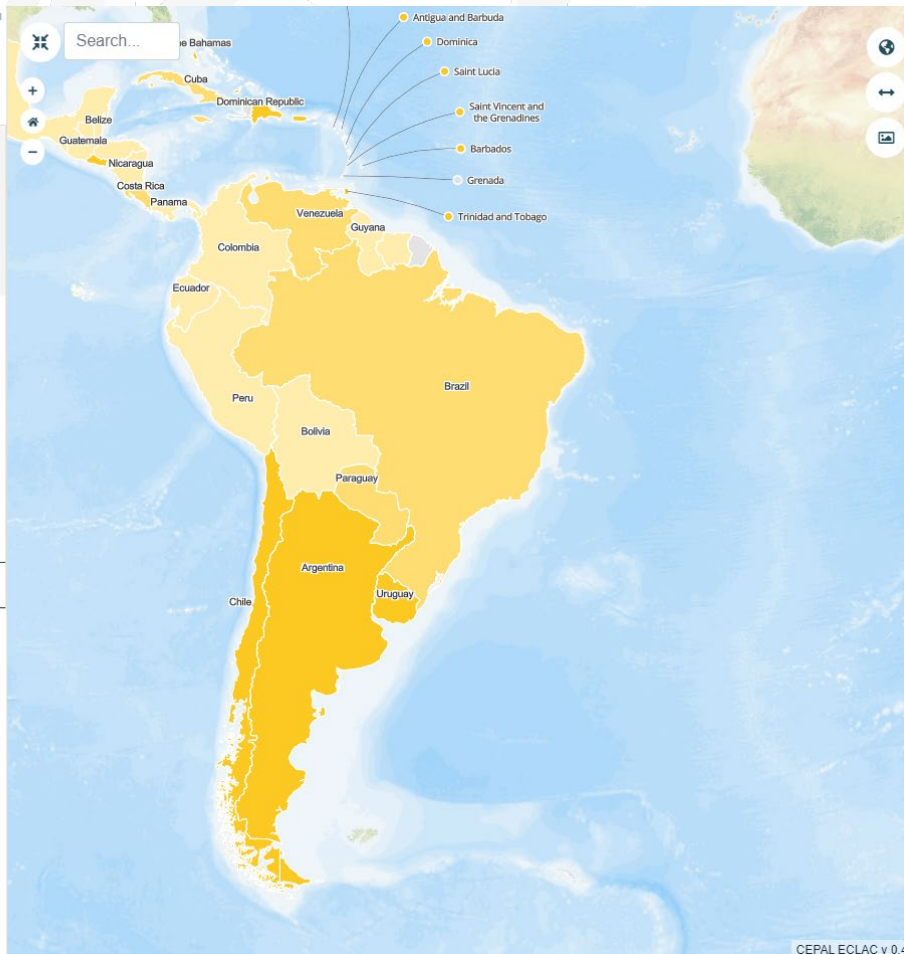 Search...
he Bahamas
Antigua and Barbuda
Dominica
Saint Lucia
Saint Vincent and
the Grenadines
Barbados
Grenada
Trinidad and Tobago
Cuba
Dominican Republic
Belize
Guatemala
Nicaragua
Costa Rica
Panama
Venezuela
Guyana
Colombia
Ecuador
Brazil
Peru
Bolivia
Paraguay
Argentina
Uruguay
Chile
CEPAL ECLAC v 0.4